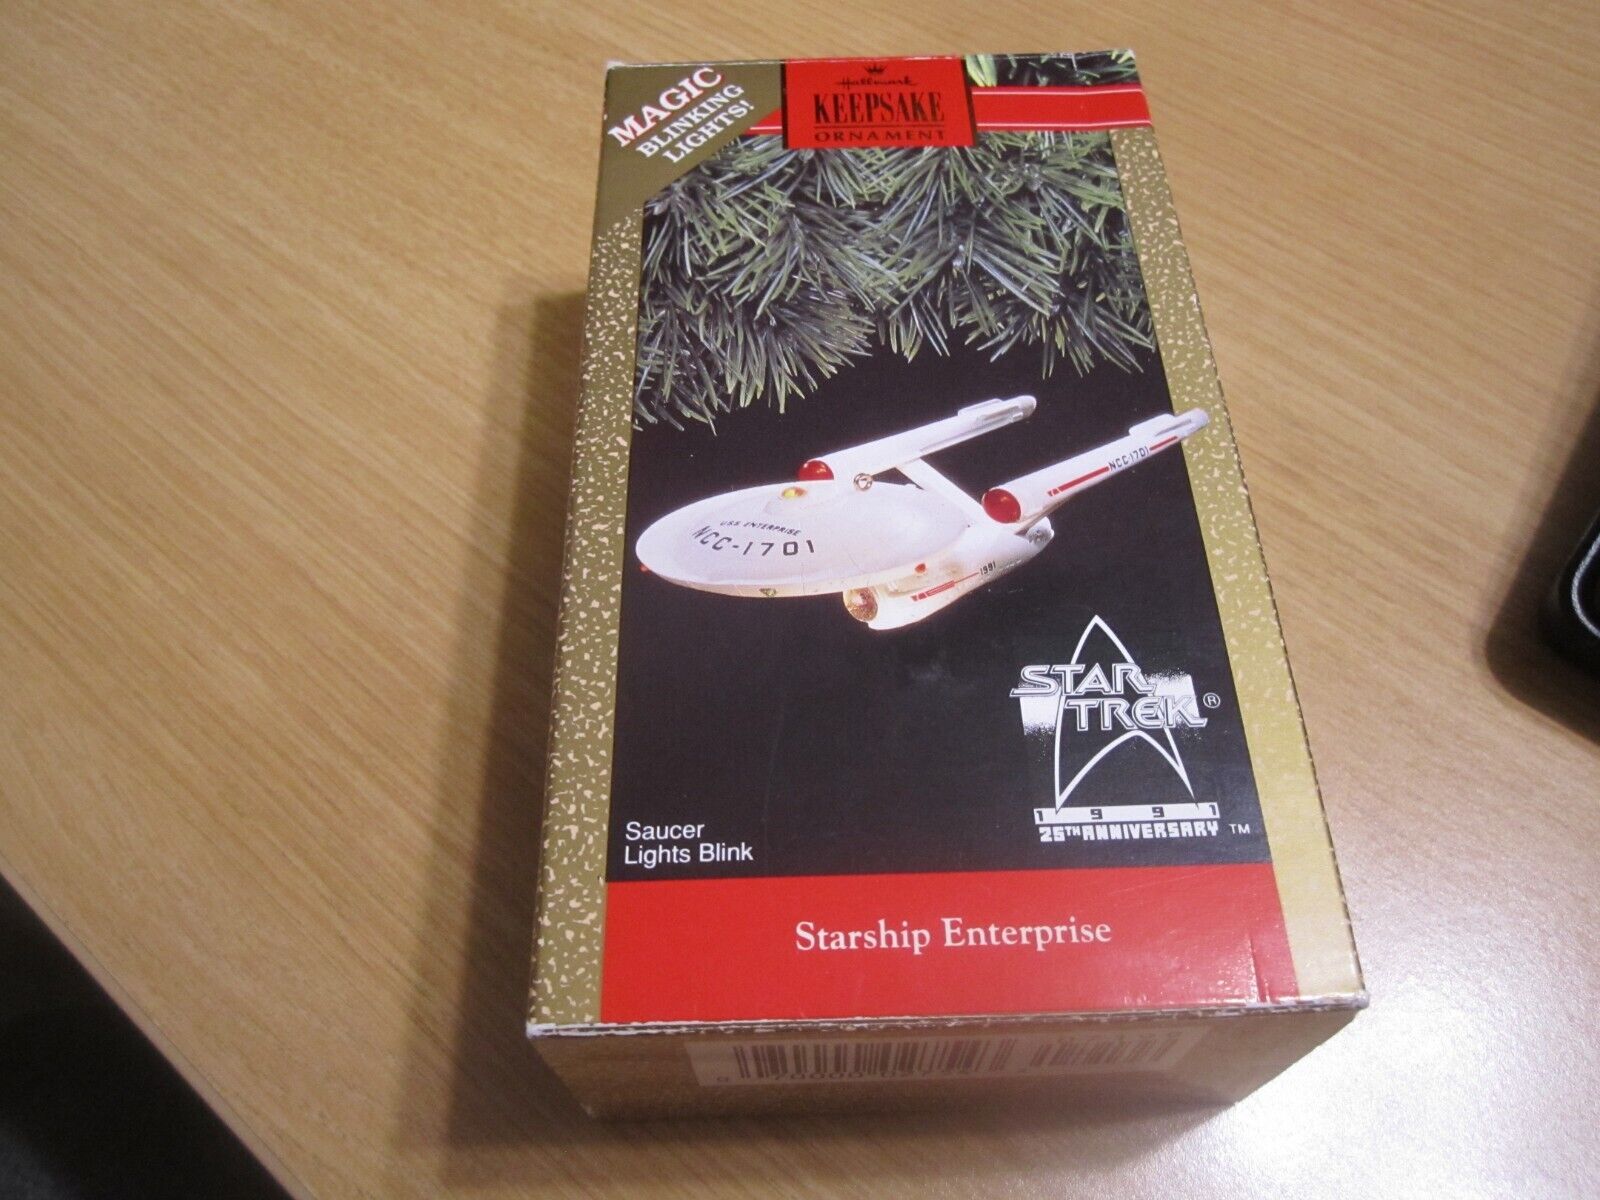 MAGIC
BLINKING
LIGHTS!
Hallmark
KEEPSAKE
ORNAMENT
NCC-1701
U.S.S. ENTERPRISE
NCC-1701
1991
STAR
TREK®
1991
25TH ANNIVERSARY ™
Saucer
Lights Blink
Starship Enterprise